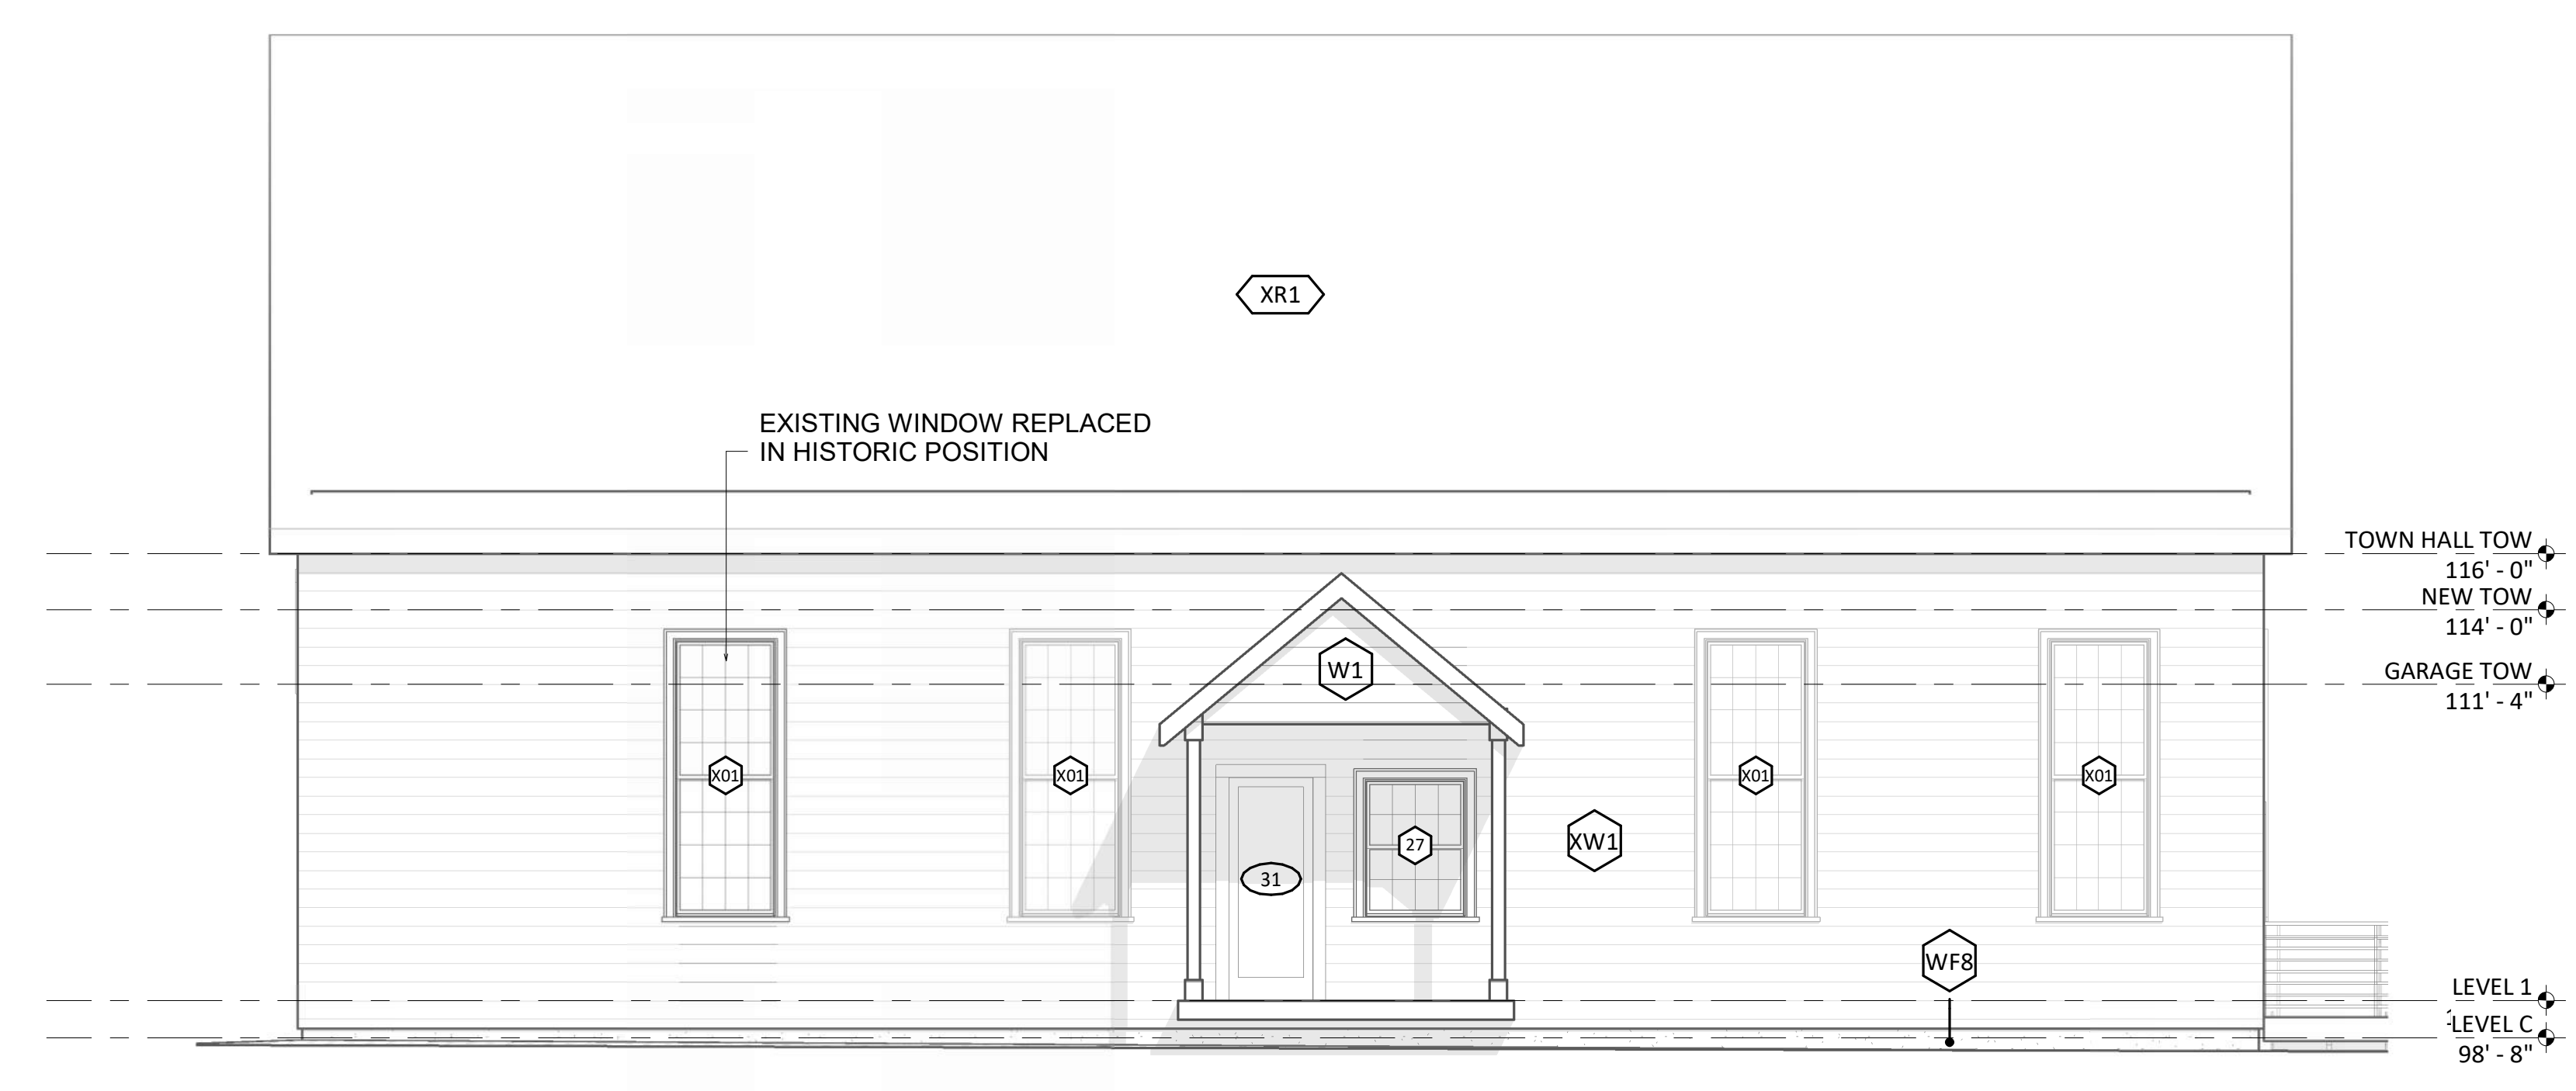 XR1
EXISTING WINDOW REPLACED
IN HISTORIC POSITION
TOWN HALL TOW
116' - 0"
NEW TOW
114' - 0"
W1
GARAGE TOW
111' - 4"
X01
X01
X01
X01
27
XW1
31
WF8
LEVEL 1
LEVEL C
98' - 8"